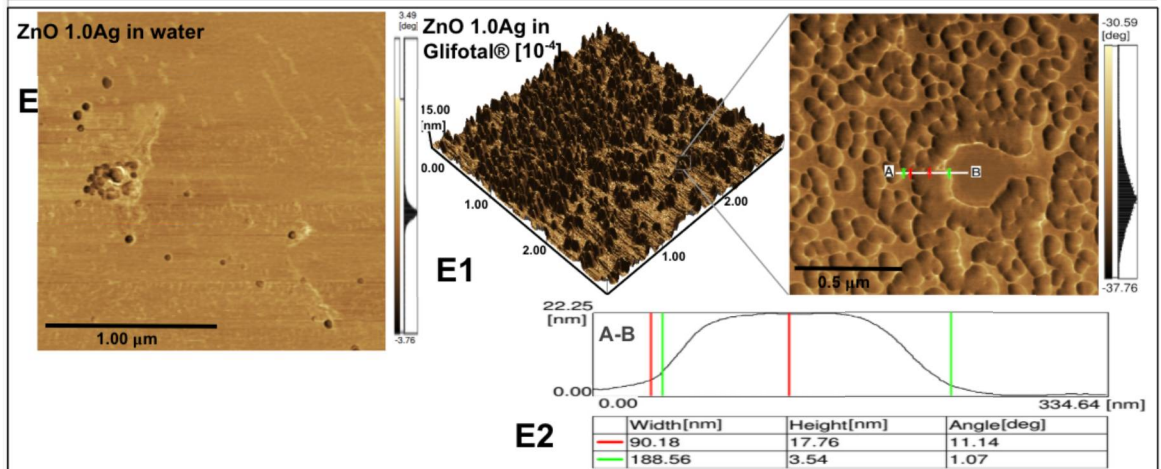 ZnO 1.0Ag in water
E
1.00 µm
3.49
[deg]
-3.76
ZnO 1.0Ag in
Glifotal® [10⁻⁴]
15.00
[nm]
0.00
1.00
2.00
1.00
2.00
E1
A
B
0.5 µm
-30.59
[deg]
-37.76
22.25
[nm]
A-B
0.00
0.00
334.64 [nm]
E2
Width[nm] Height[nm] Angle[deg]
90.18 17.76 11.14
188.56 3.54 1.07